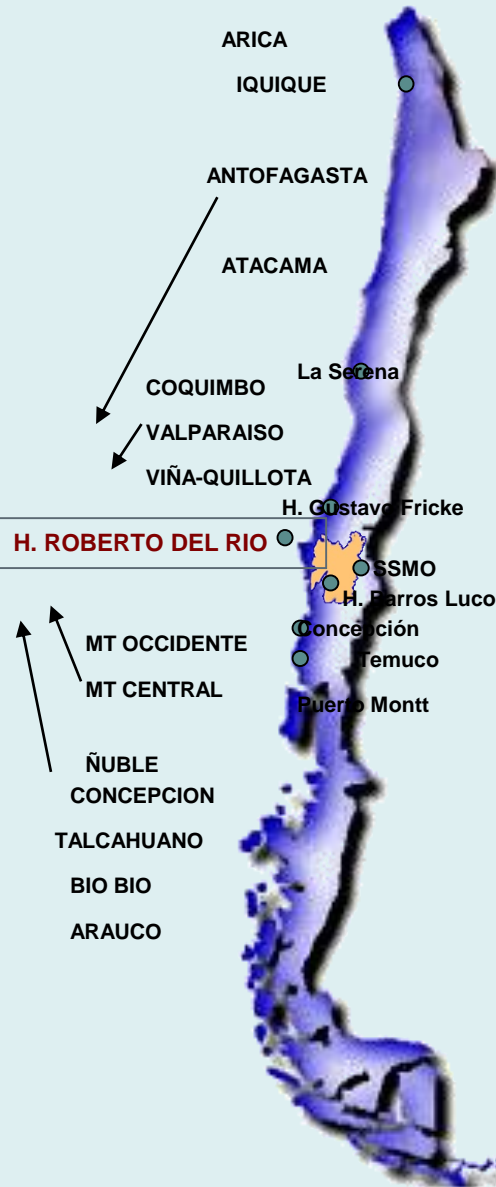 ARICA
IQUIQUE
ANTOFAGASTA
ATACAMA
La Serena
COQUIMBO
VALPARAISO
VIÑA-QUILLOTA
H. Gustavo Fricke
H. ROBERTO DEL RIO
SSMO
H. Barros Luco
Concepción
MT OCCIDENTE
Temuco
MT CENTRAL
Puerto Montt
ÑUBLE
CONCEPCION
TALCAHUANO
BIO BIO
ARAUCO